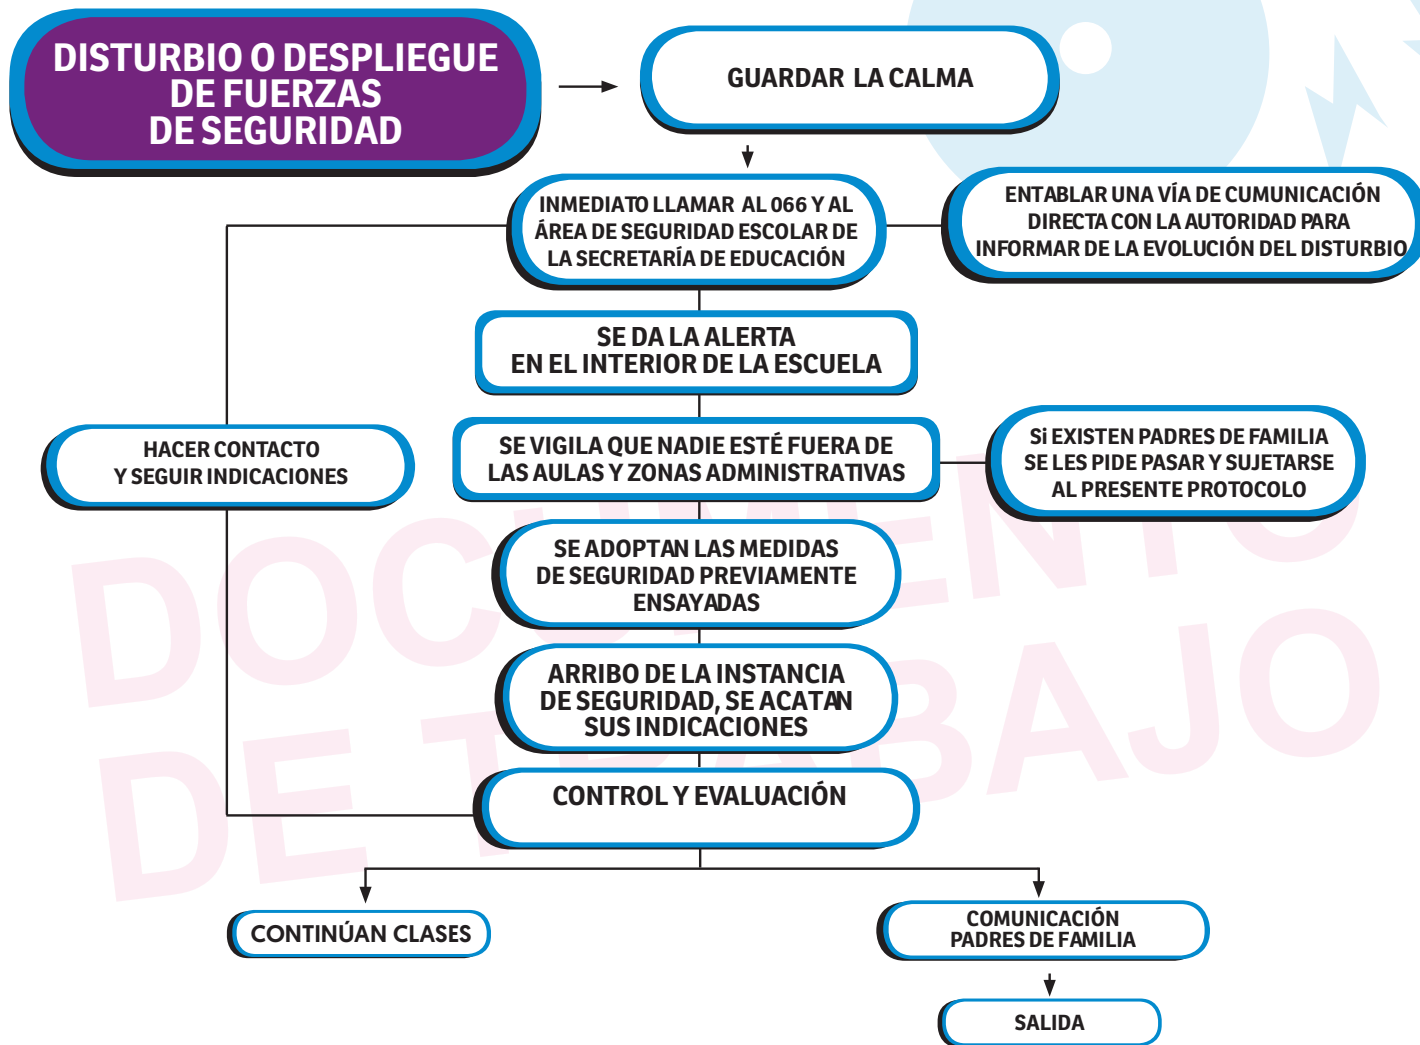 DISTURBIO O DESPLIEGUE
DE FUERZAS
DE SEGURIDAD
GUARDAR LA CALMA
INMEDIATO LLAMAR AL 066 Y AL
ÁREA DE SEGURIDAD ESCOLAR DE
LA SECRETARÍA DE EDUCACIÓN
ENTABLAR UNA VÍA DE CUMUNICACIÓN
DIRECTA CON LA AUTORIDAD PARA
INFORMAR DE LA EVOLUCIÓN DEL DISTURBIO
SE DA LA ALERTA
EN EL INTERIOR DE LA ESCUELA
HACER CONTACTO
Y SEGUIR INDICACIONES
SE VIGILA QUE NADIE ESTÉ FUERA DE
LAS AULAS Y ZONAS ADMINISTRATIVAS
Si EXISTEN PADRES DE FAMILIA
SE LES PIDE PASAR Y SUJETARSE
AL PRESENTE PROTOCOLO
SE ADOPTAN LAS MEDIDAS
DE SEGURIDAD PREVIAMENTE
ENSAYADAS
ARRIBO DE LA INSTANCIA
DE SEGURIDAD, SE ACATAN
SUS INDICACIONES
CONTROL Y EVALUACIÓN
CONTINÚAN CLASES
COMUNICACIÓN
PADRES DE FAMILIA
SALIDA
DOCUMENTO
DE TRABAJO